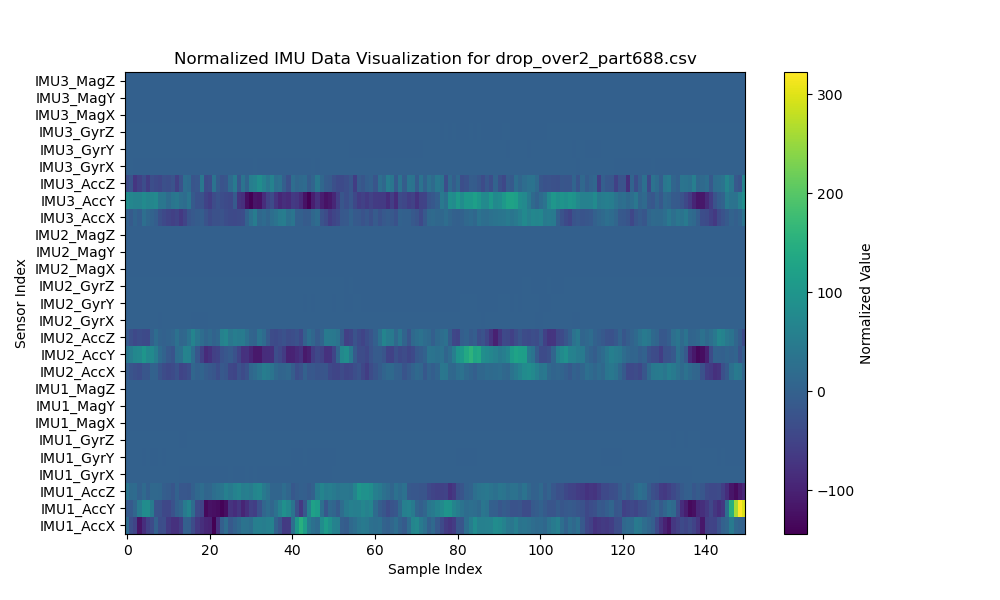 Normalized IMU Data Visualization for drop_over2_part688.csv
IMU3_MagZ
IMU3_MagY
IMU3_MagX
IMU3_GyrZ
IMU3_GyrY
IMU3_GyrX
IMU3_AccZ
IMU3_AccY
IMU3_AccX
IMU2_MagZ
IMU2_MagY
IMU2_MagX
IMU2_GyrZ
IMU2_GyrY
IMU2_GyrX
IMU2_AccZ
IMU2_AccY
IMU2_AccX
IMU1_MagZ
IMU1_MagY
IMU1_MagX
IMU1_GyrZ
IMU1_GyrY
IMU1_GyrX
IMU1_AccZ
IMU1_AccY
IMU1_AccX
Sensor Index
0 20 40 60 80 100 120 140
Sample Index
300
200
100
0
−100
Normalized Value